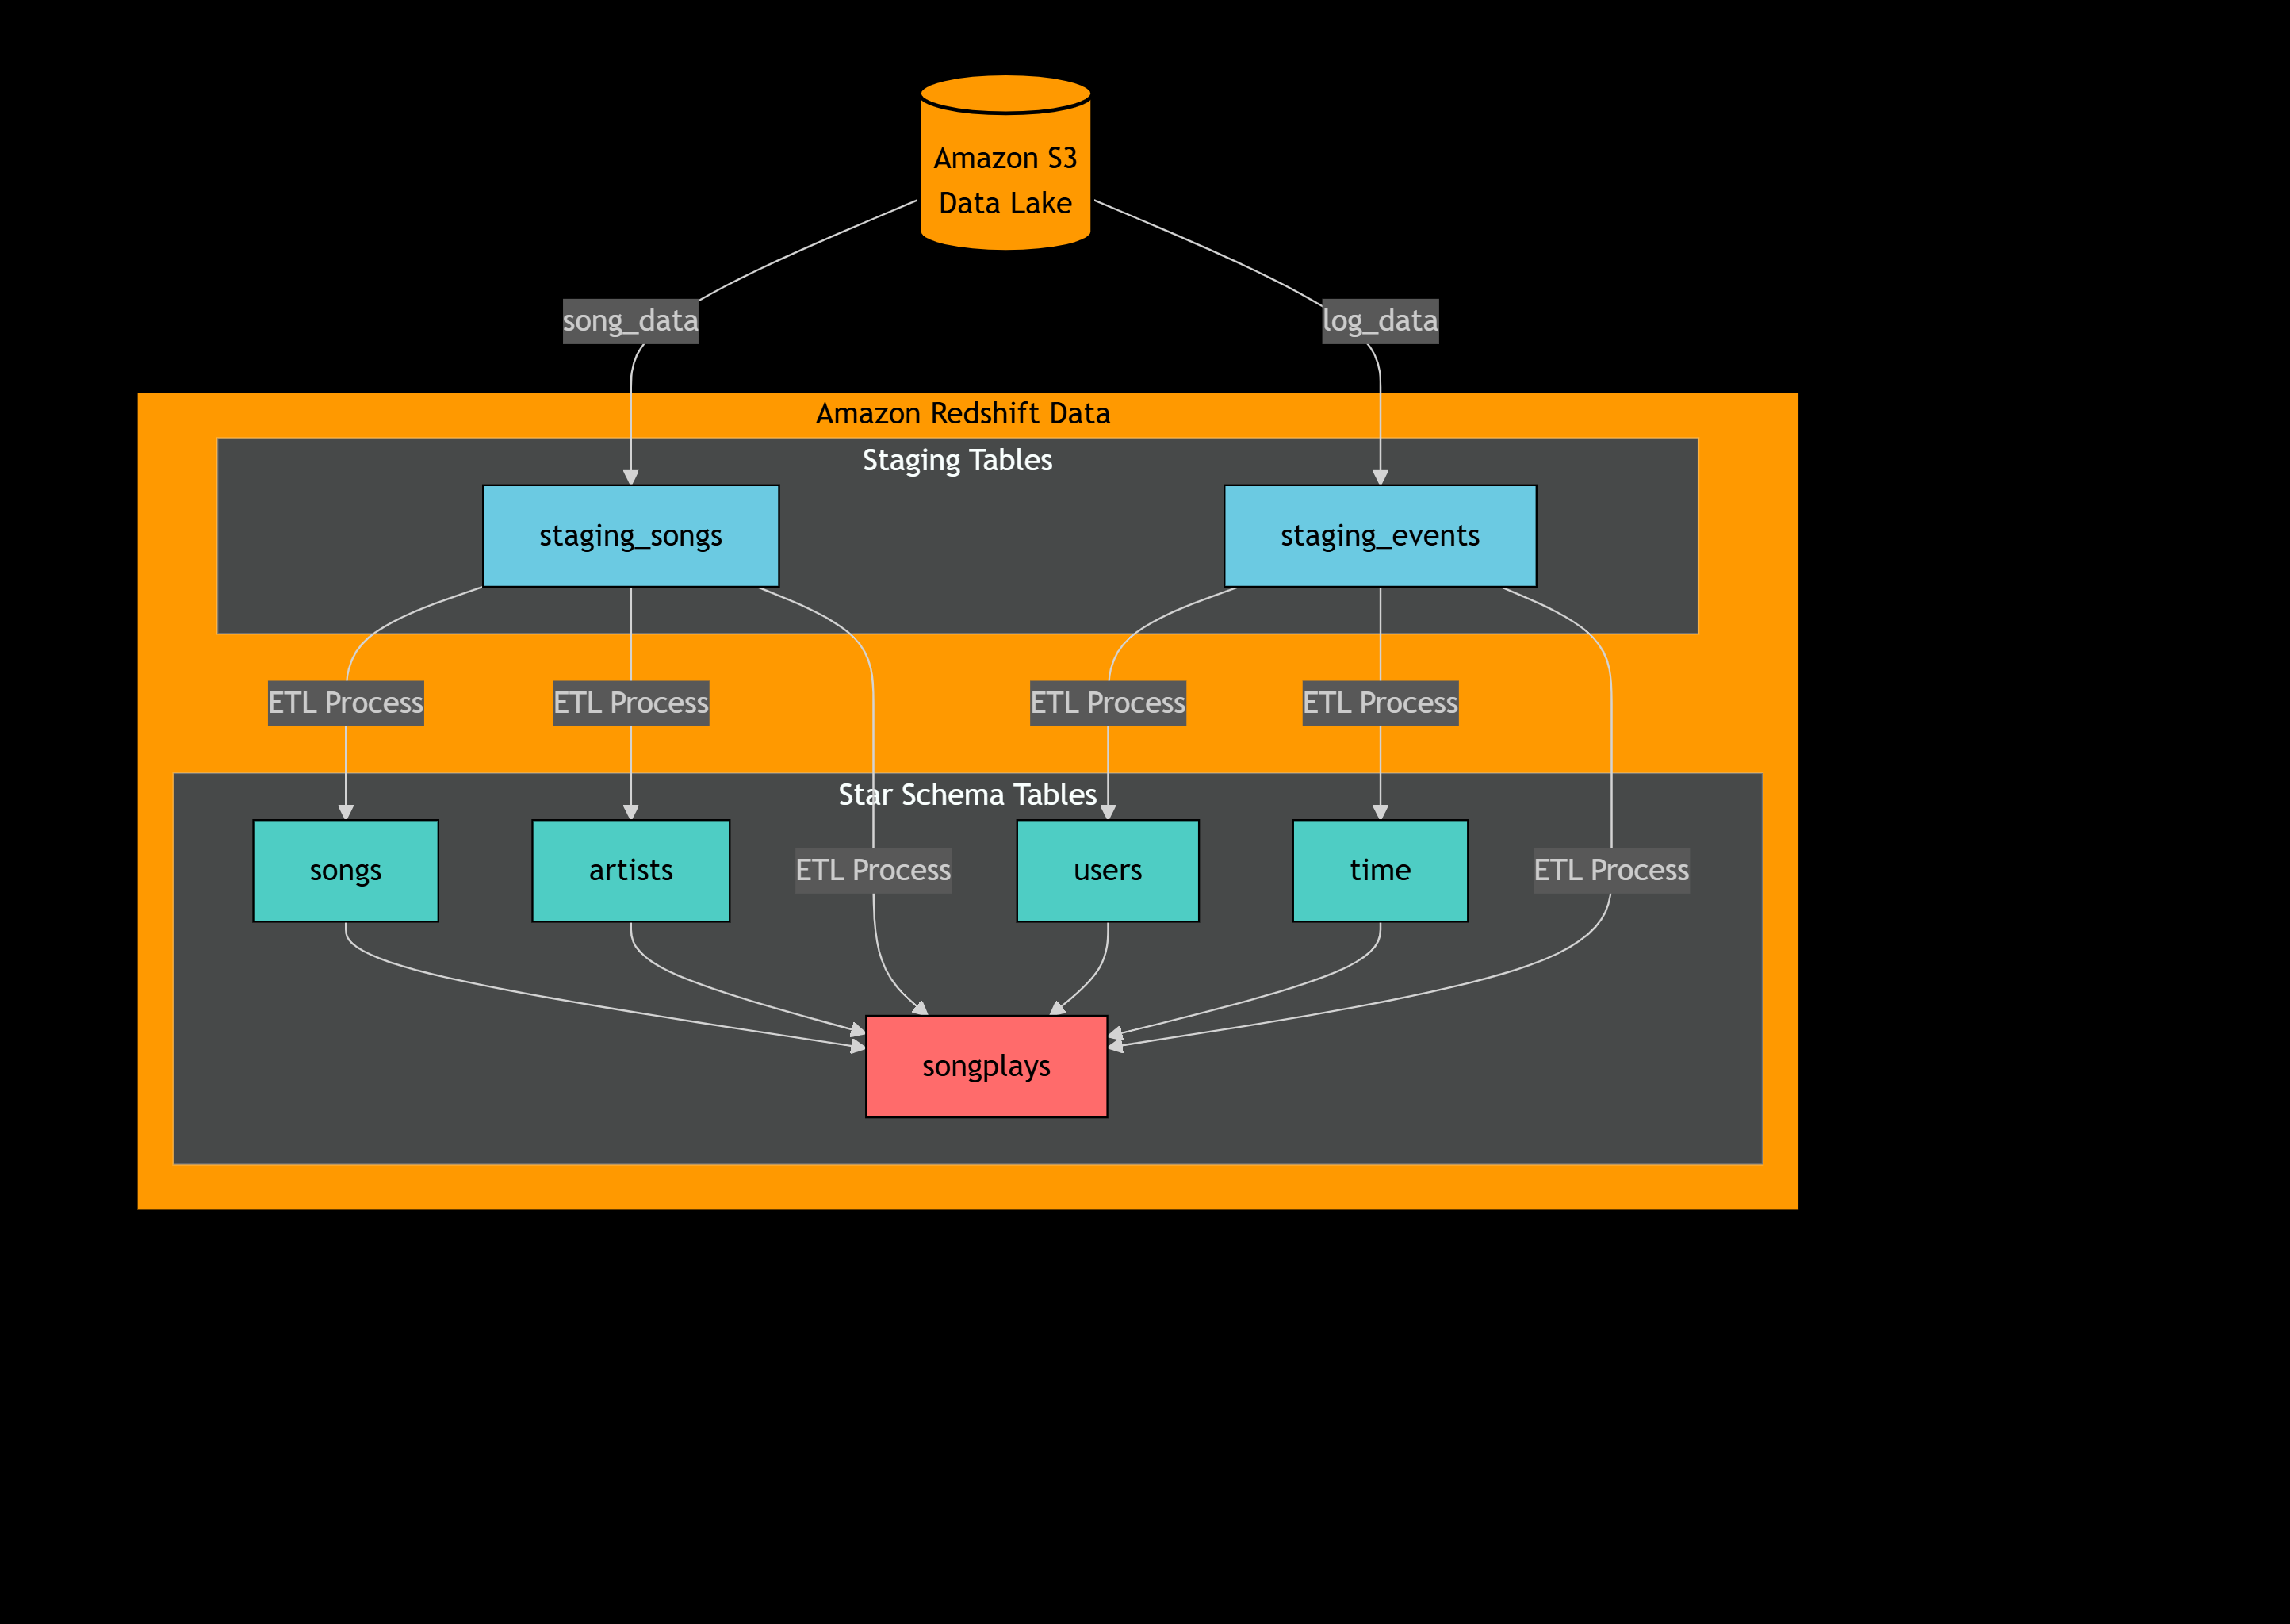 Amazon S3
Data Lake
song_data
log_data
Amazon Redshift Data
Staging Tables
staging_songs
staging_events
ETL Process
ETL Process
ETL Process
ETL Process
Star Schema Tables
songs
artists
ETL Process
users
time
ETL Process
songplays